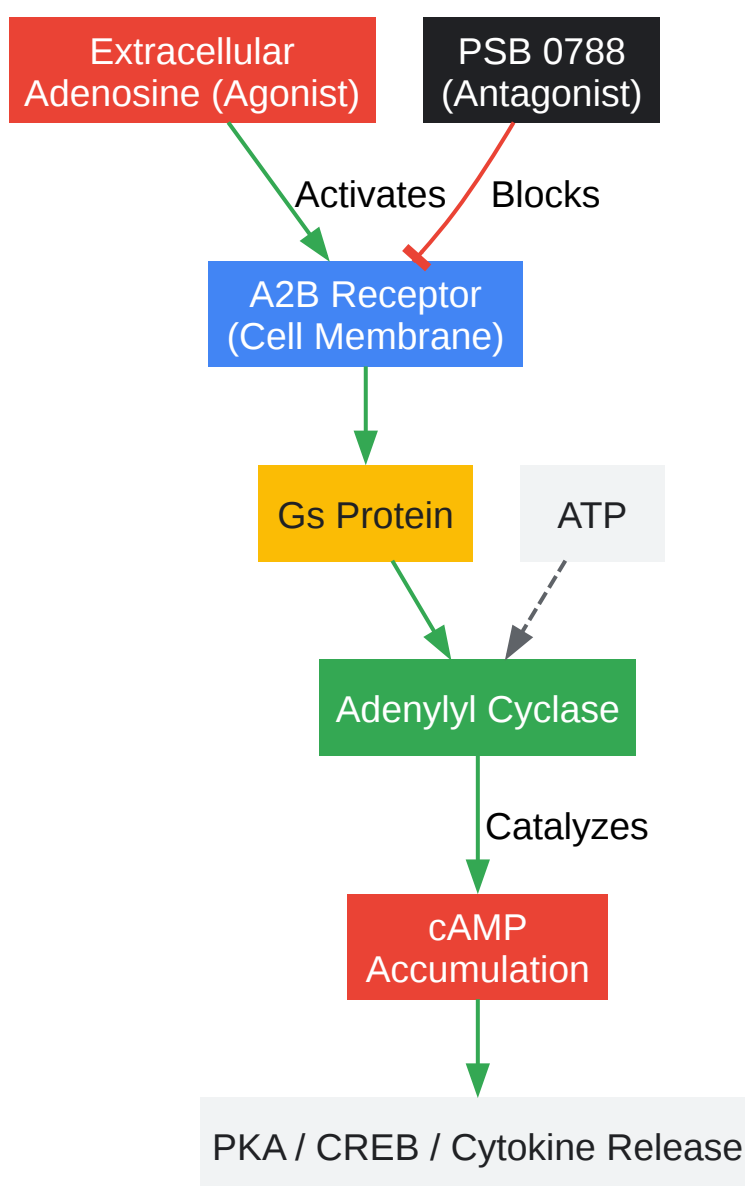 Extracellular
Adenosine (Agonist)
PSB 0788
(Antagonist)
Activates
Blocks
A2B Receptor
(Cell Membrane)
Gs Protein
ATP
Adenylyl Cyclase
Catalyzes
cAMP
Accumulation
PKA / CREB / Cytokine Release